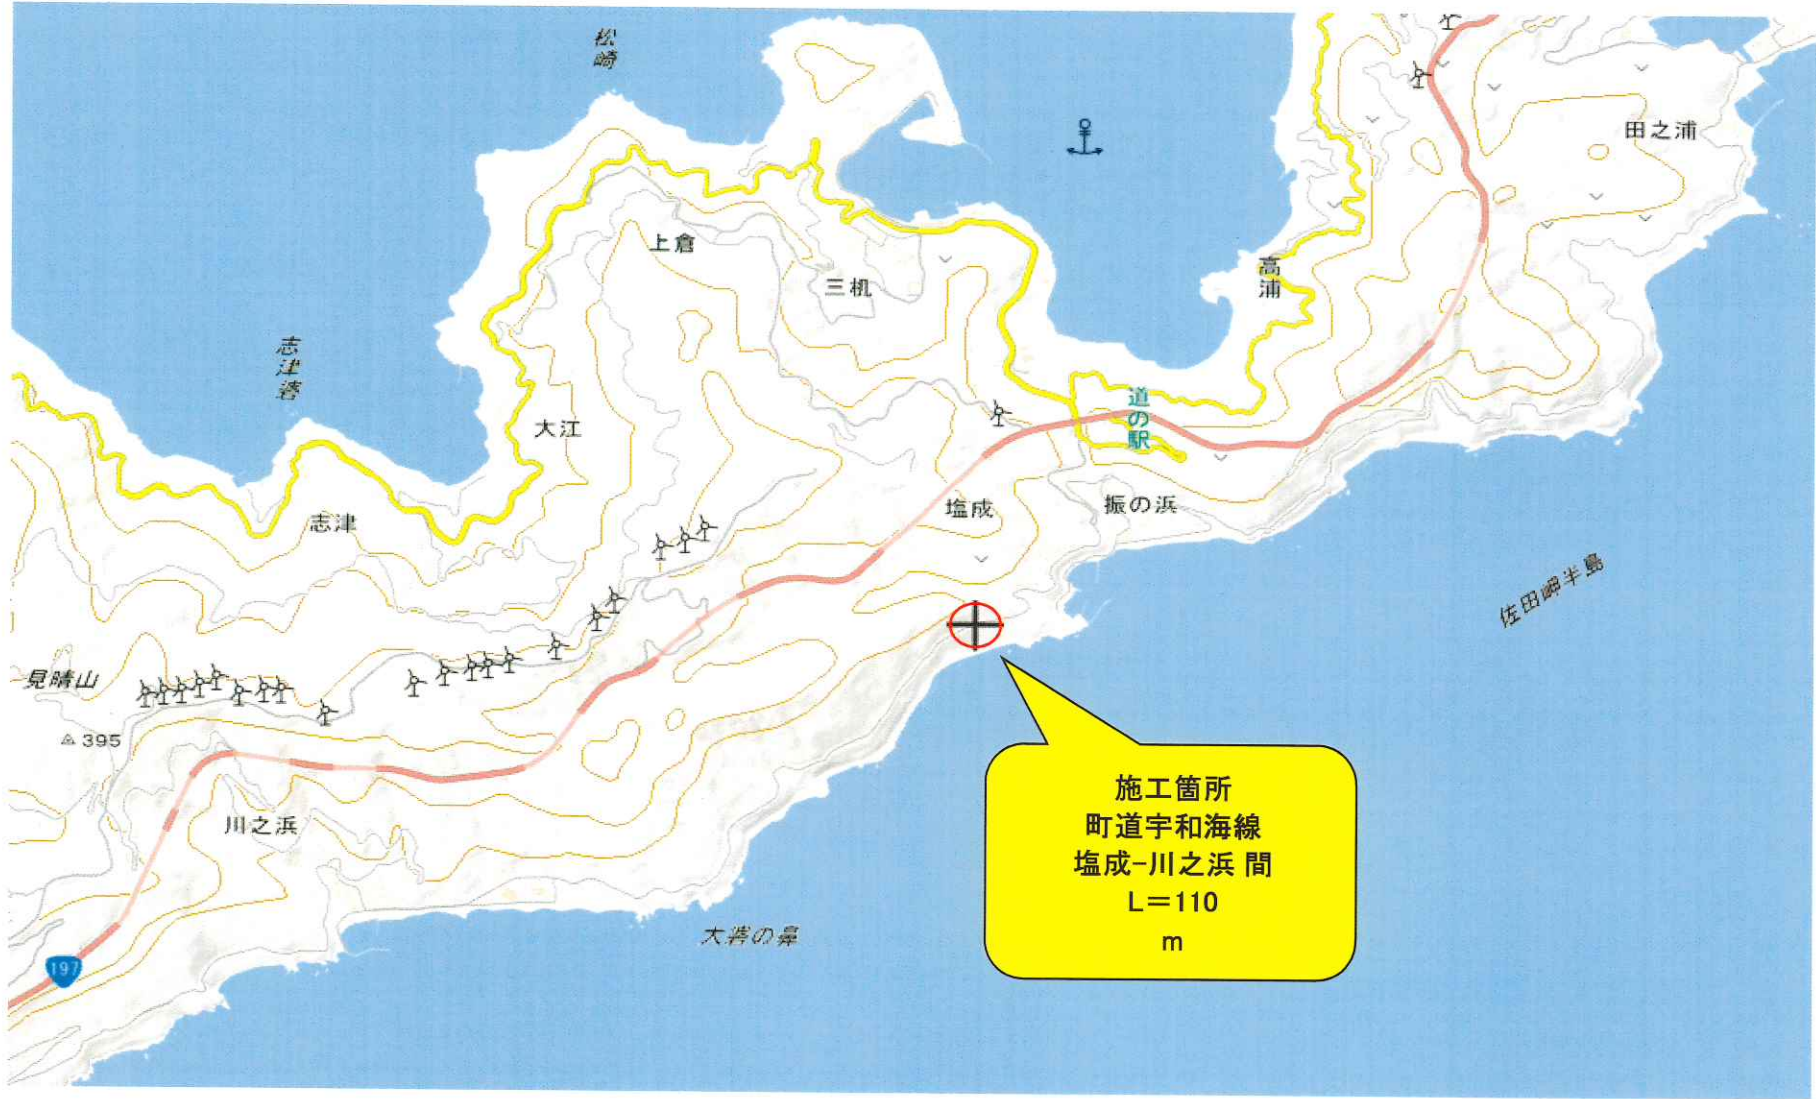 松崎
田之浦
上倉
三机
高浦
志津碆
道の駅
大江
塩成
振の浜
志津
佐田岬半島
見晴山
395
川之浜
施工箇所
町道宇和海線
塩成-川之浜 間
L=110
m
大碆の鼻
197